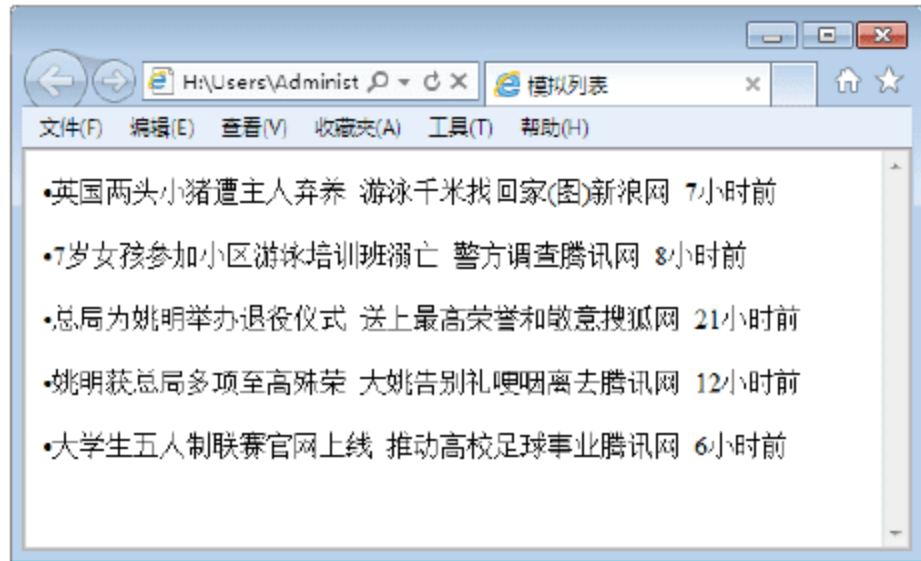 H:\Users\Administ
模拟列表
文件(F) 编辑(E) 查看(V) 收藏夹(A) 工具(T) 帮助(H)
•英国两头小猪遭主人弃养 游泳千米找回家(图)新浪网 7小时前
•7岁女孩参加小区游泳培训班溺亡 警方调查腾讯网 8小时前
•总局为姚明举办退役仪式 送上最高荣誉和敬意搜狐网 21小时前
•姚明获总局多项至高殊荣 大姚告别礼哽咽离去腾讯网 12小时前
•大学生五人制联赛官网上线 推动高校足球事业腾讯网 6小时前